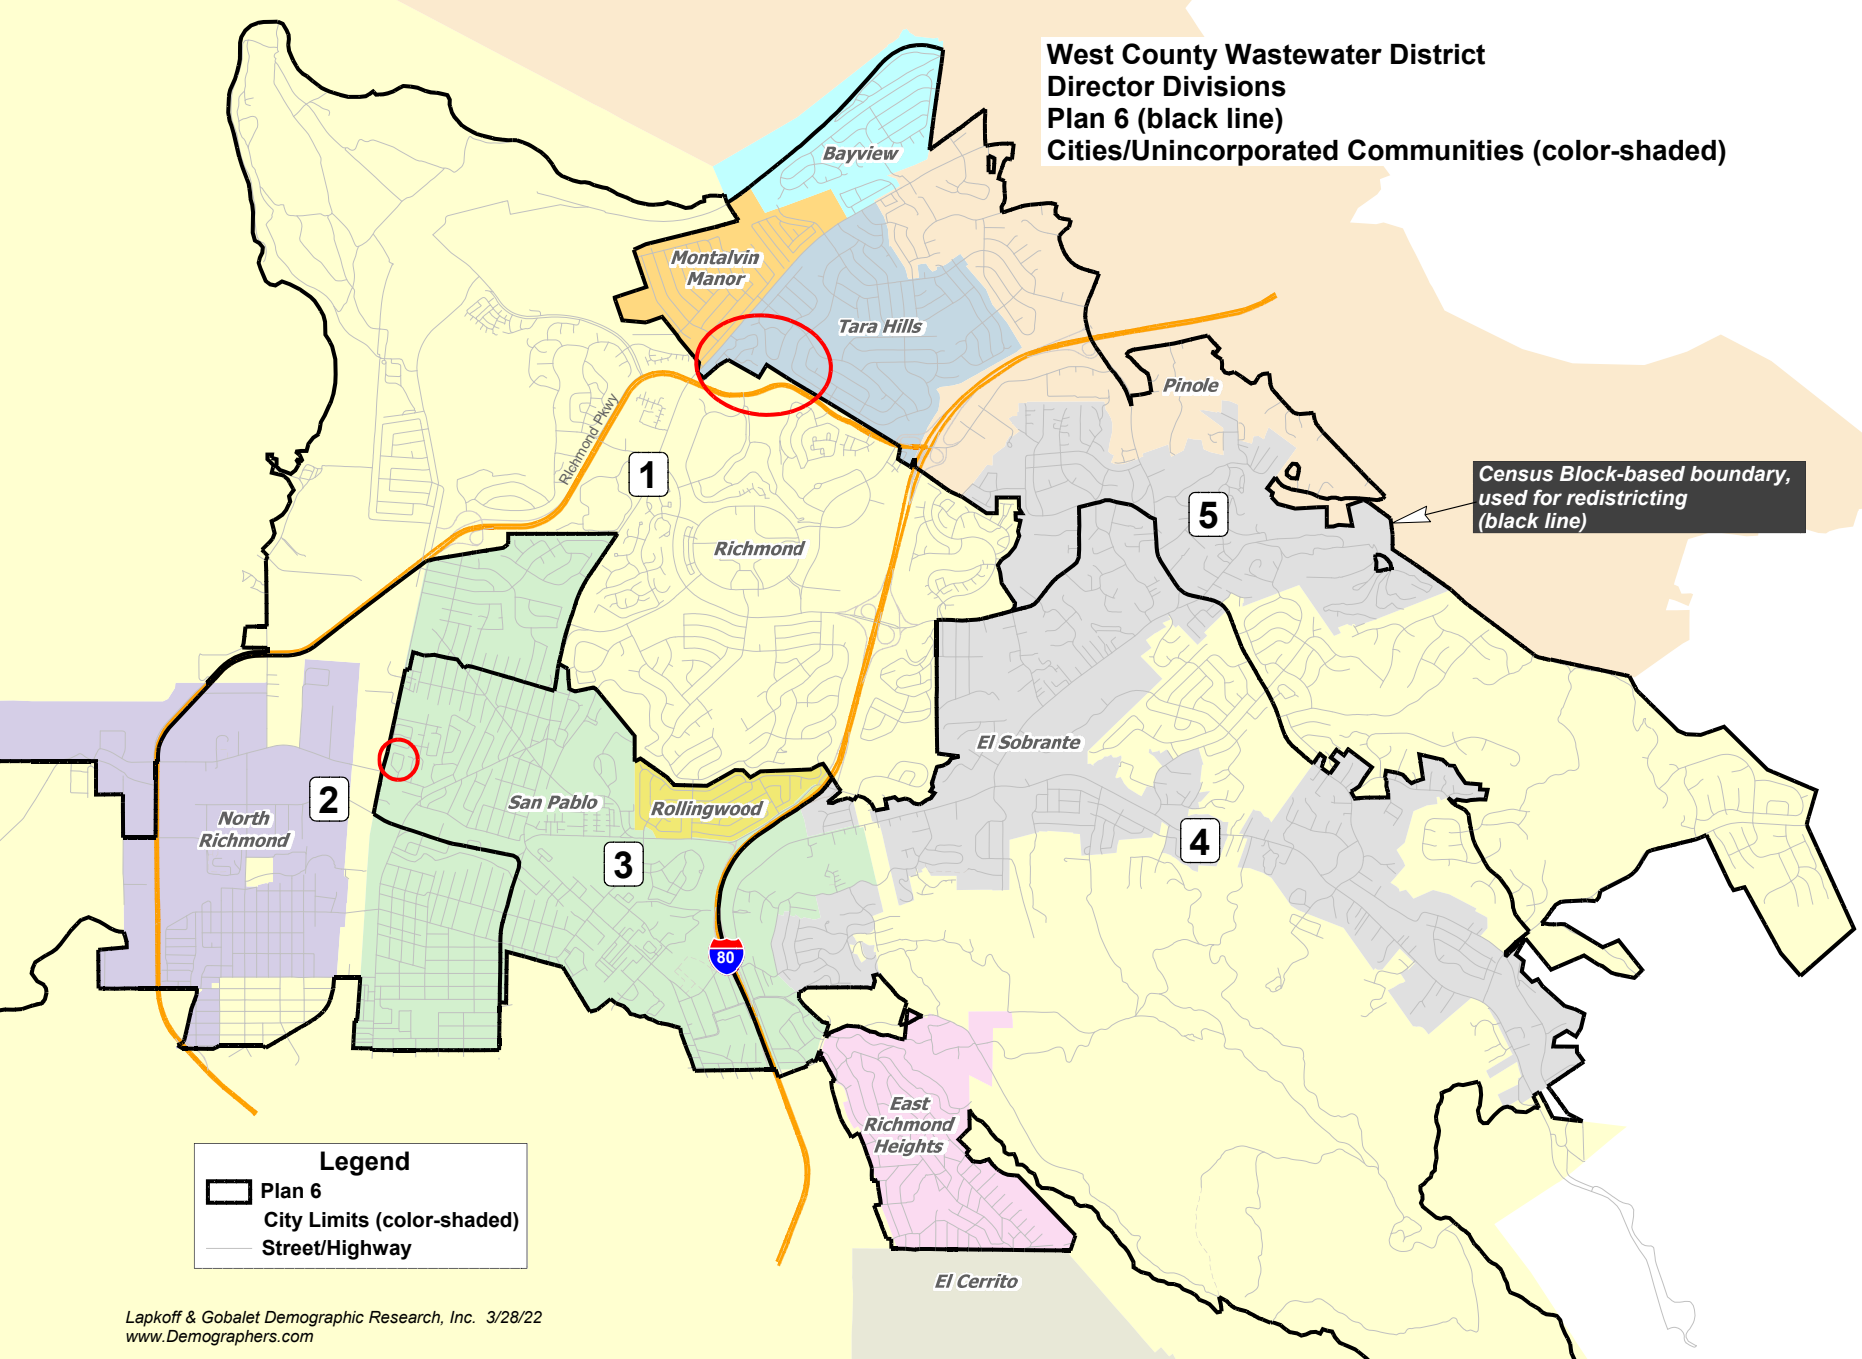 West County Wastewater District
Director Divisions
Plan 6 (black line)
Cities/Unincorporated Communities (color-shaded)
Bayview
Montalvin
Manor
Tara Hills
Pinole
Richmond Pkwy
1
Census Block-based boundary,
used for redistricting
(black line)
5
Richmond
El Sobrante
2
San Pablo
Rollingwood
North
Richmond
4
3
80
East
Richmond
Heights
Legend
Plan 6
City Limits (color-shaded)
Street/Highway
El Cerrito
Lapkoff & Gobalet Demographic Research, Inc. 3/28/22
www.Demographers.com